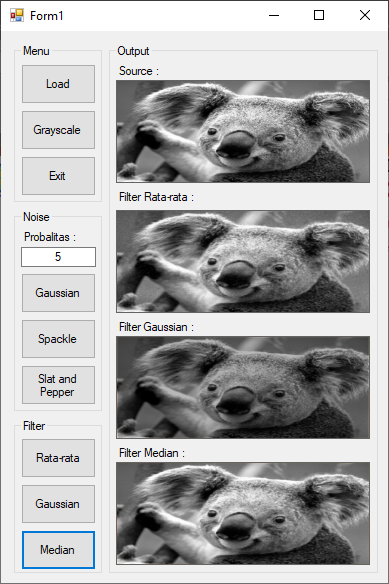 Form1
Menu
Load
Grayscale
Exit
Noise
Probalitas :
5
Gaussian
Spackle
Slat and
Pepper
Filter
Rata-rata
Gaussian
Median
Output
Source :
Filter Rata-rata :
Filter Gaussian :
Filter Median :